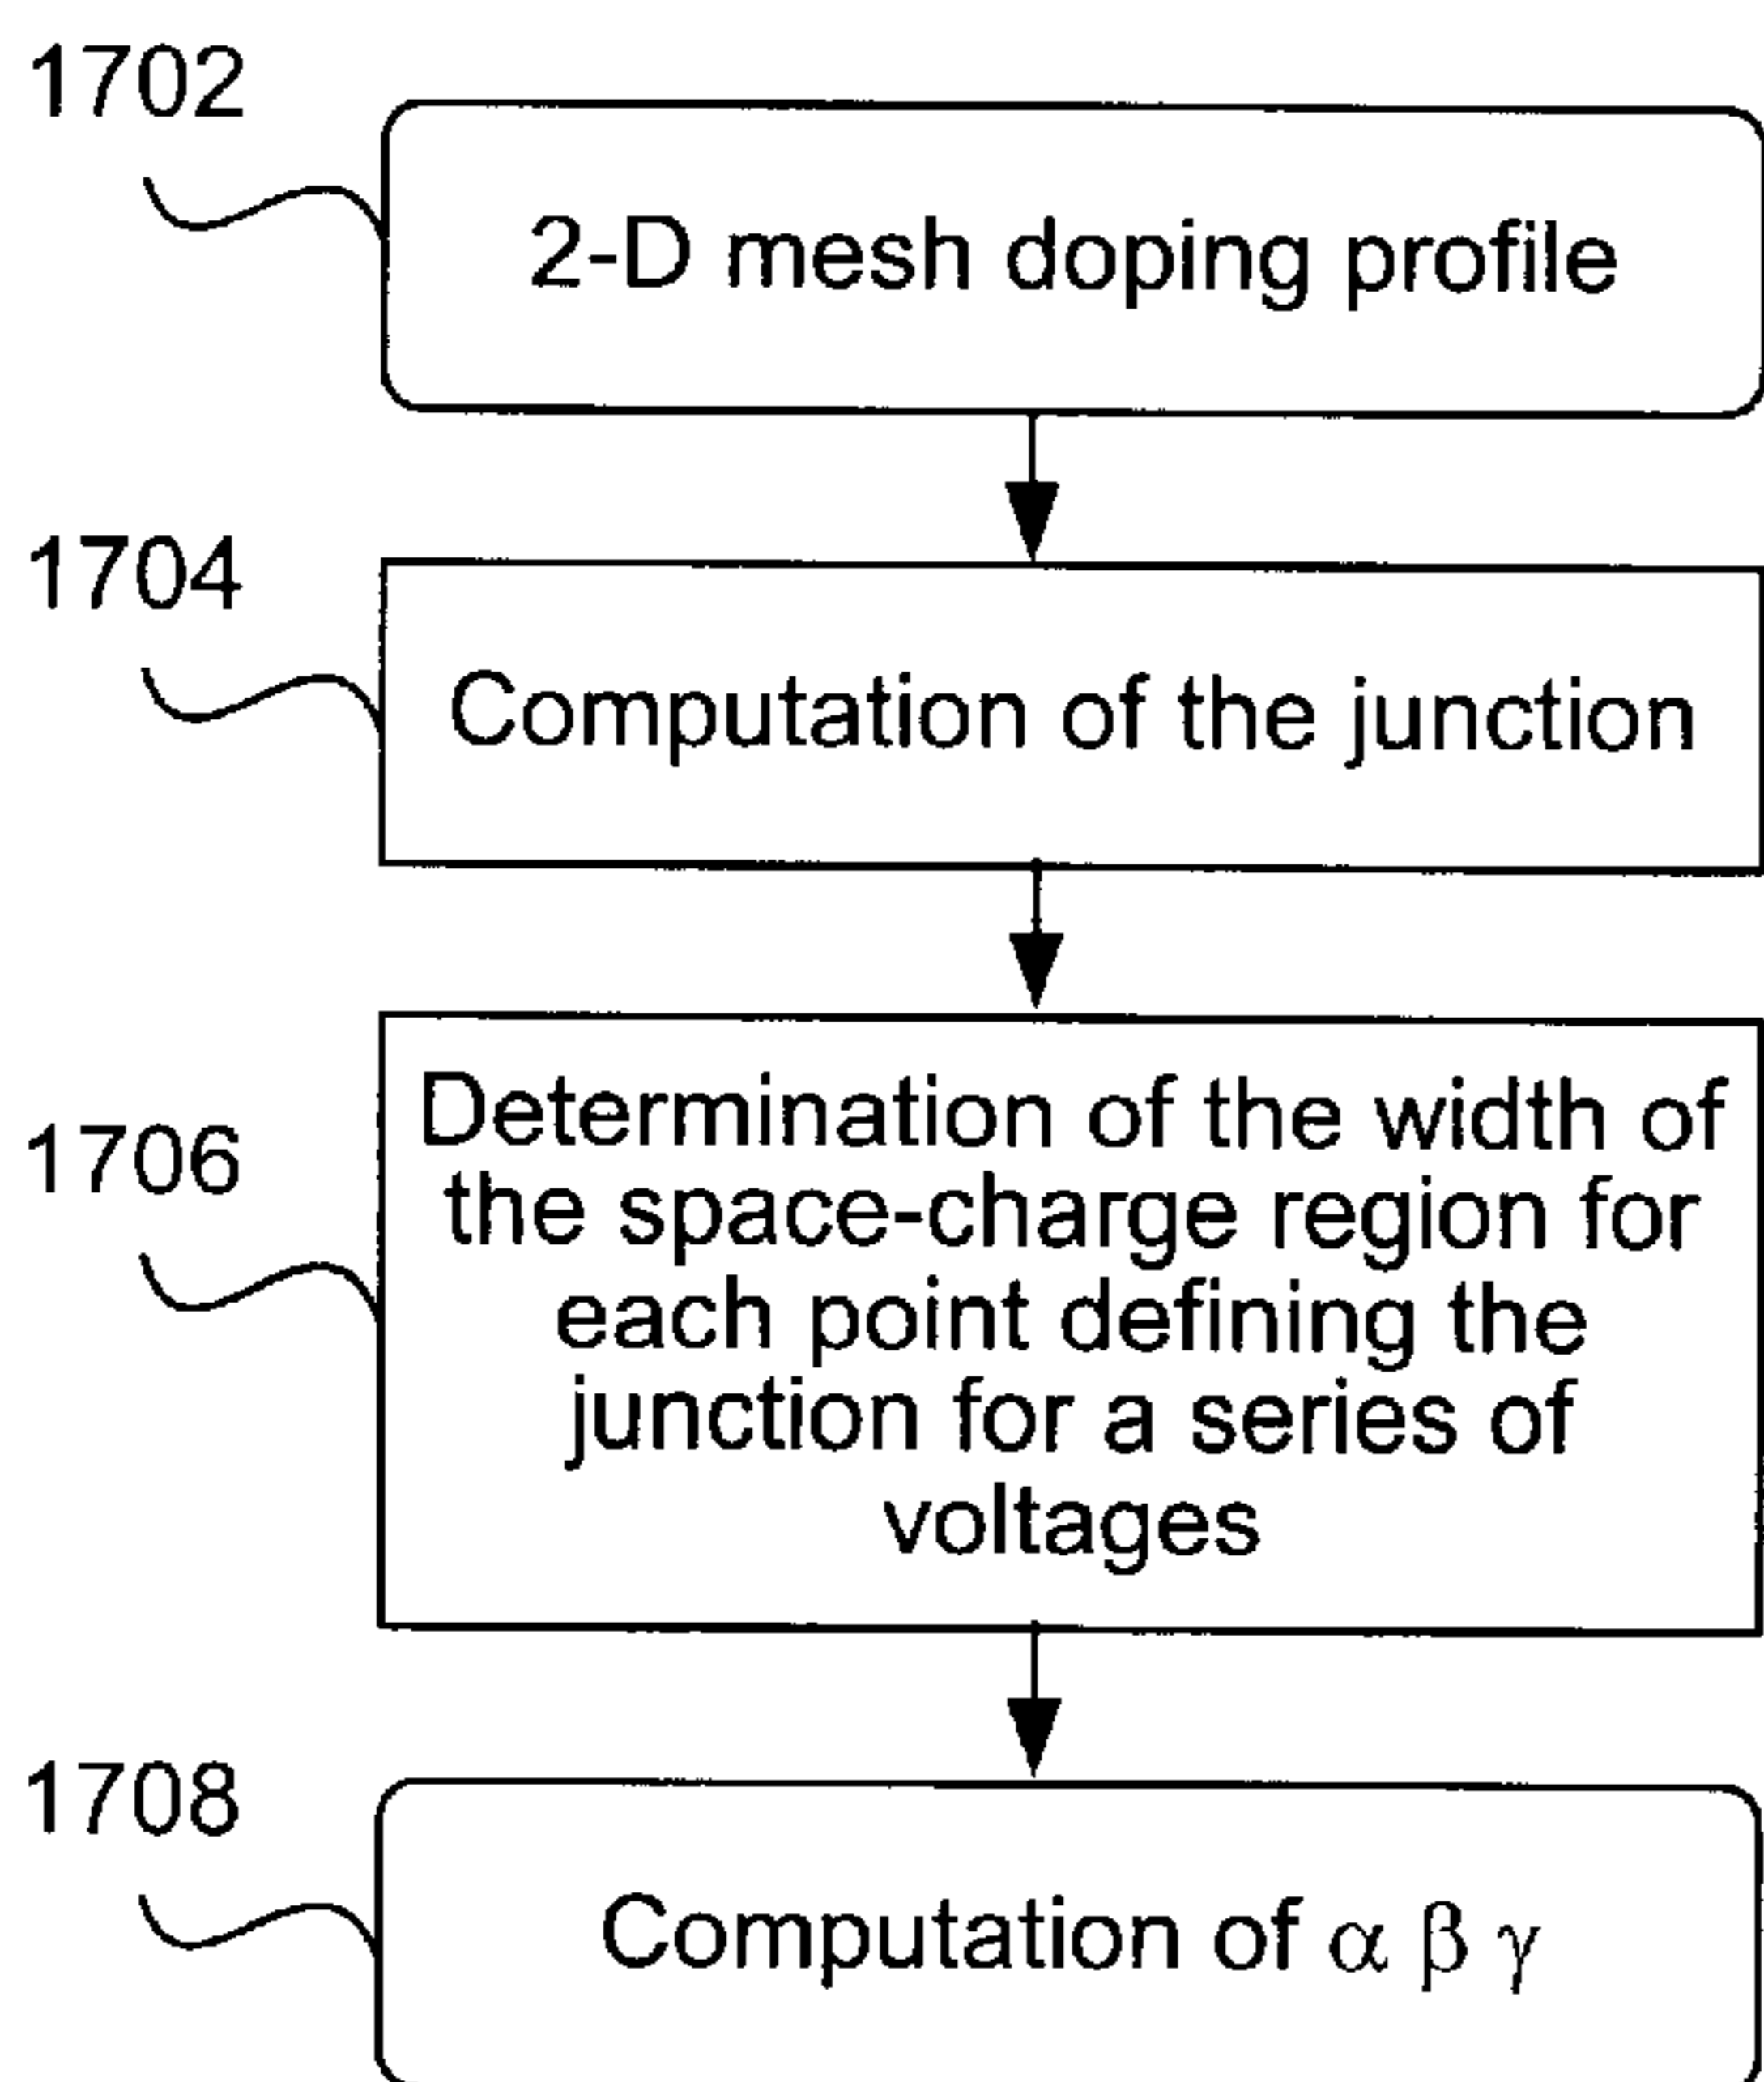 1702
2-D mesh doping profile
1704
Computation of the junction
1706
Determination of the width of
the space-charge region for
each point defining the
junction for a series of
voltages
1708
Computation of α β γ